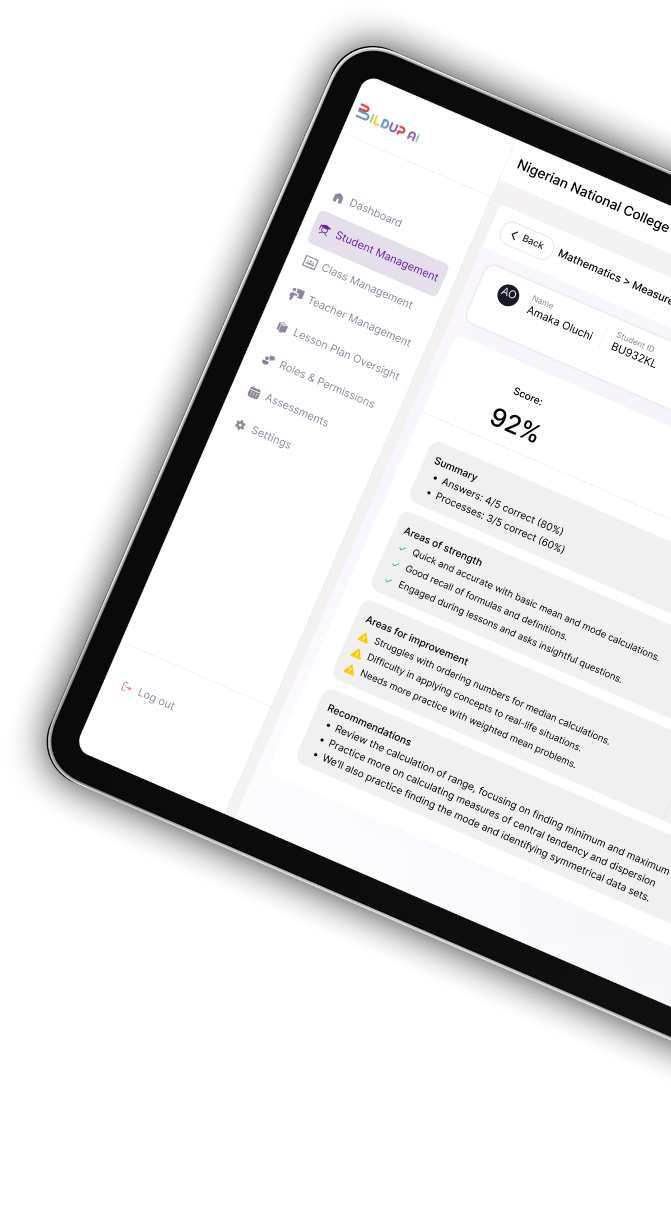 BILDUP AI
Dashboard
Student Management
Class Management
Teacher Management
Lesson Plan Oversight
Roles & Permissions
Assessments
Settings
Log out
Nigerian National College
Back
Mathematics > Measure
AO
Name
Amaka Oluchi
Student ID
BU932KL
Score:
92%
Summary
• Answers: 4/5 correct (80%)
• Processes: 3/5 correct (60%)
Areas of strength
Quick and accurate with basic mean and mode calculations.
Good recall of formulas and definitions.
Engaged during lessons and asks insightful questions.
Areas for improvement
Struggles with ordering numbers for median calculations.
Difficulty in applying concepts to real-life situations.
Needs more practice with weighted mean problems.
Recommendations
• Review the calculation of range, focusing on finding minimum and maximum
• Practice more on calculating measures of central tendency and dispersion
• We'll also practice finding the mode and identifying symmetrical data sets.